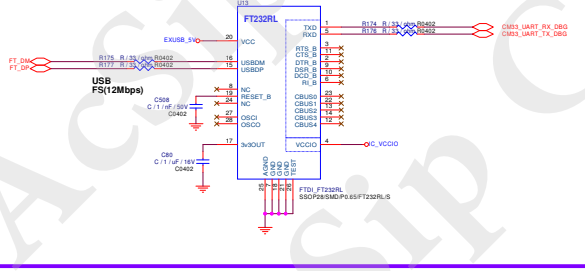 U13
FT232RL
EXUSB_5V
20
VCC
TXD
1
R174 R / 33 / ohm R0402
CM33_UART_RX_DBG
RXD
5
R176 R / 33 / ohm R0402
CM33_UART_TX_DBG
RTS_B
3
CTS_B
11
DTR_B
2
DSR_B
9
DCD_B
10
RI_B
6
FT_DM
R175 R / 33 / ohm R0402
16
USBDM
FT_DP
R177 R / 33 / ohm R0402
15
USBDP
USB
FS(12Mbps)
8
NC
19
RESET_B
24
NC
27
OSCI
28
OSCO
C508
C / 1 / nF / 50V
C0402
CBUS0
23
CBUS1
22
CBUS2
13
CBUS3
14
CBUS4
12
17
3v3OUT
VCCIO
4
IC_VCCIO
C80
C / 1 / uF / 16V
C0402
AGND
GND
GND
GND
TEST
25
7
18
21
26
FTDI_FT232RL
SSOP28/SMD/P0.65/FT232RL/S
AcSip
AcSip C